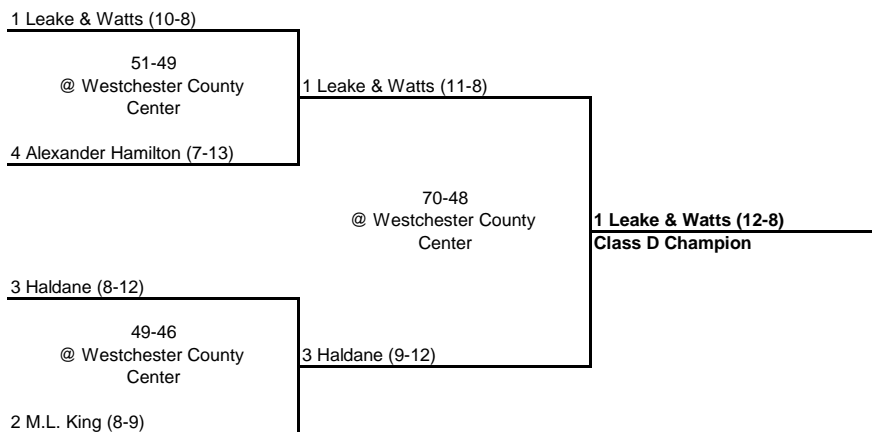 1 Leake & Watts (10-8)
51-49
@ Westchester County
Center
1 Leake & Watts (11-8)
4 Alexander Hamilton (7-13)
70-48
@ Westchester County
Center
1 Leake & Watts (12-8)
Class D Champion
3 Haldane (8-12)
49-46
@ Westchester County
Center
3 Haldane (9-12)
2 M.L. King (8-9)